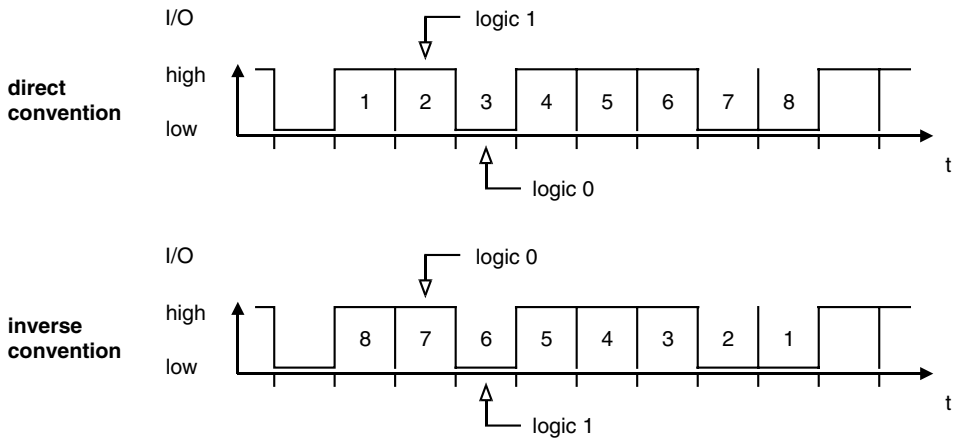 I/O
logic 1
direct
convention
high
low
1 2 3 4 5 6 7 8
t
logic 0
I/O
logic 0
inverse
convention
high
low
8 7 6 5 4 3 2 1
t
logic 1